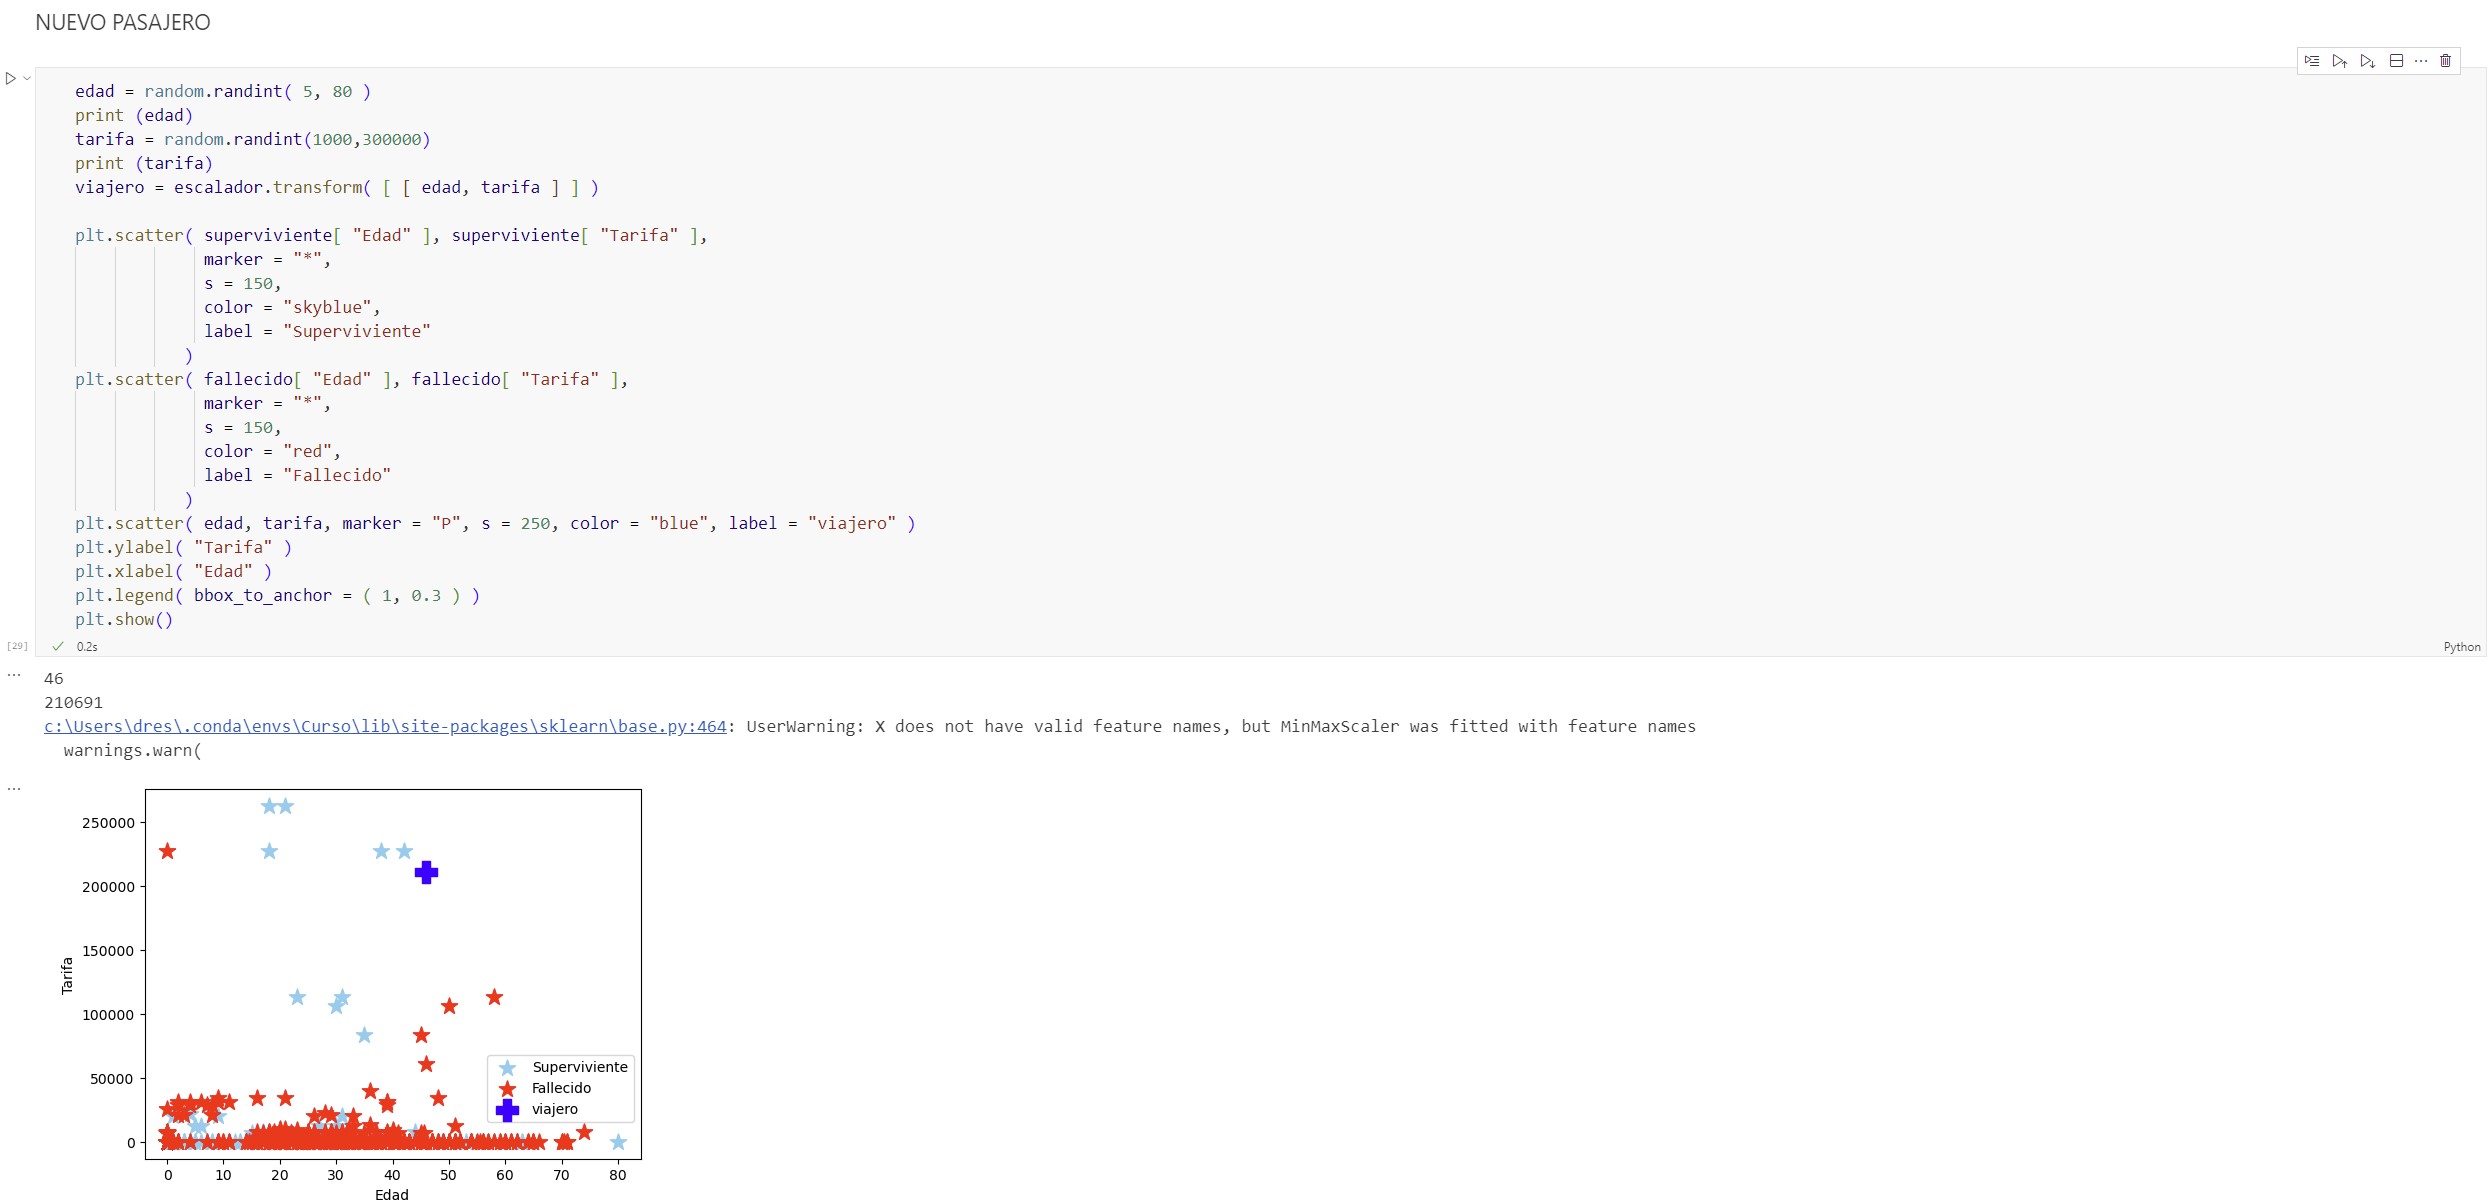 NUEVO PASAJERO
edad = random.randint( 5, 80 )
print (edad)
tarifa = random.randint(1000,300000)
print (tarifa)
viajero = escalador.transform( [ [ edad, tarifa ] ] )
plt.scatter( superviviente[ "Edad" ], superviviente[ "Tarifa" ],
marker = "*",
s = 150,
color = "skyblue",
label = "Superviviente"
)
plt.scatter( fallecido[ "Edad" ], fallecido[ "Tarifa" ],
marker = "*",
s = 150,
color = "red",
label = "Fallecido"
)
plt.scatter( edad, tarifa, marker = "P", s = 250, color = "blue", label = "viajero" )
plt.ylabel( "Tarifa" )
plt.xlabel( "Edad" )
plt.legend( bbox_to_anchor = ( 1, 0.3 ) )
plt.show()
[29]
0.2s
Python
46
210691
c:\Users\dres\.conda\envs\Curso\lib\site-packages\sklearn\base.py:464: UserWarning: X does not have valid feature names, but MinMaxScaler was fitted with feature names
warnings.warn(
250000
200000
150000
100000
50000
0
Tarifa
Superviviente
Fallecido
viajero
0 10 20 30 40 50 60 70 80
Edad